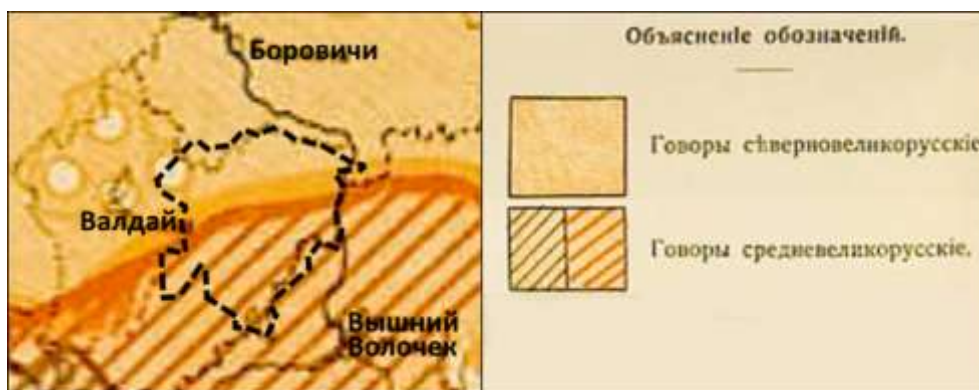 Боровичи
Валдай
Вышний
Волочек
Объясненіе обозначеній.
Говоры сѣверновеликорусскіе
Говоры средневеликорусскіе.